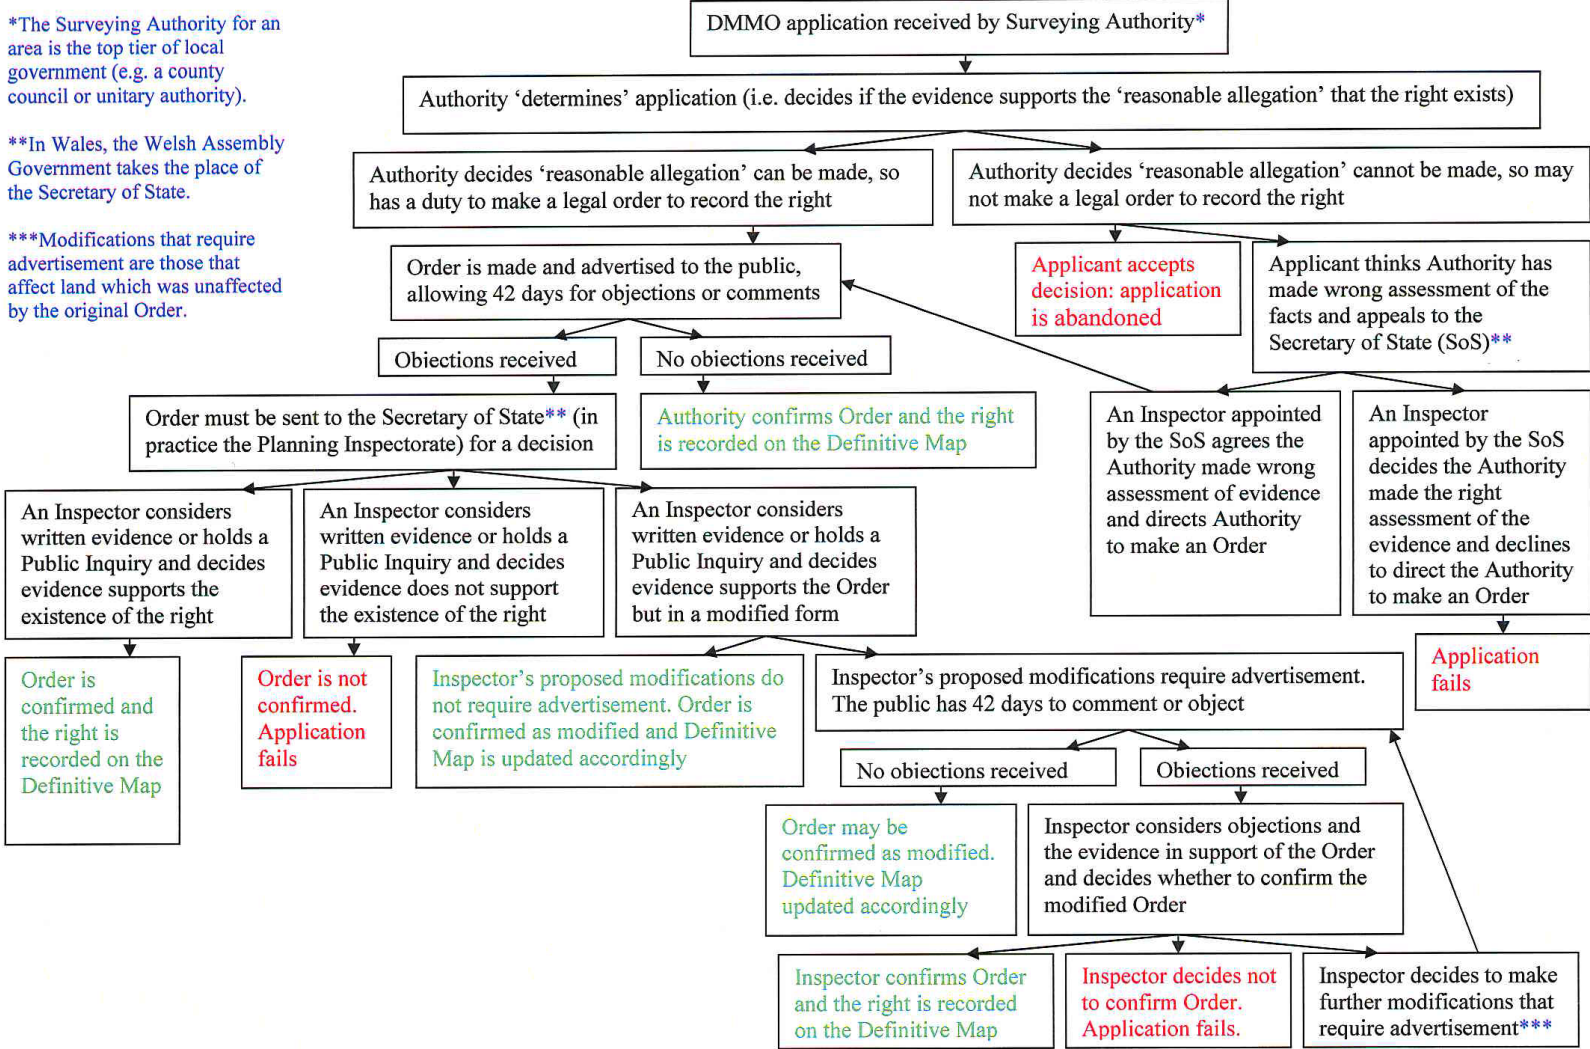 *The Surveying Authority for an
area is the top tier of local
government (e.g. a county
council or unitary authority).
**In Wales, the Welsh Assembly
Government takes the place of
the Secretary of State.
***Modifications that require
advertisement are those that
affect land which was unaffected
by the original Order.
DMMO application received by Surveying Authority*
Authority ‘determines’ application (i.e. decides if the evidence supports the ‘reasonable allegation’ that the right exists)
Authority decides ‘reasonable allegation’ can be made, so
has a duty to make a legal order to record the right
Authority decides ‘reasonable allegation’ cannot be made, so may
not make a legal order to record the right
Order is made and advertised to the public,
allowing 42 days for objections or comments
Applicant accepts
decision: application
is abandoned
Applicant thinks Authority has
made wrong assessment of the
facts and appeals to the
Secretary of State (SoS)**
Objections received
No objections received
Order must be sent to the Secretary of State** (in
practice the Planning Inspectorate) for a decision
Authority confirms Order and the right
is recorded on the Definitive Map
An Inspector appointed
by the SoS agrees the
Authority made wrong
assessment of evidence
and directs Authority
to make an Order
An Inspector
appointed by the SoS
decides the Authority
made the right
assessment of the
evidence and declines
to direct the Authority
to make an Order
An Inspector considers
written evidence or holds a
Public Inquiry and decides
evidence supports the
existence of the right
An Inspector considers
written evidence or holds a
Public Inquiry and decides
evidence does not support
the existence of the right
An Inspector considers
written evidence or holds a
Public Inquiry and decides
evidence supports the Order
but in a modified form
Order is
confirmed and
the right is
recorded on the
Definitive Map
Order is not
confirmed.
Application
fails
Inspector’s proposed modifications do
not require advertisement. Order is
confirmed as modified and Definitive
Map is updated accordingly
Inspector’s proposed modifications require advertisement.
The public has 42 days to comment or object
Application
fails
No objections received
Objections received
Order may be
confirmed as modified.
Definitive Map
updated accordingly
Inspector considers objections and
the evidence in support of the Order
and decides whether to confirm the
modified Order
Inspector confirms Order
and the right is recorded
on the Definitive Map
Inspector decides not
to confirm Order.
Application fails.
Inspector decides to make
further modifications that
require advertisement***